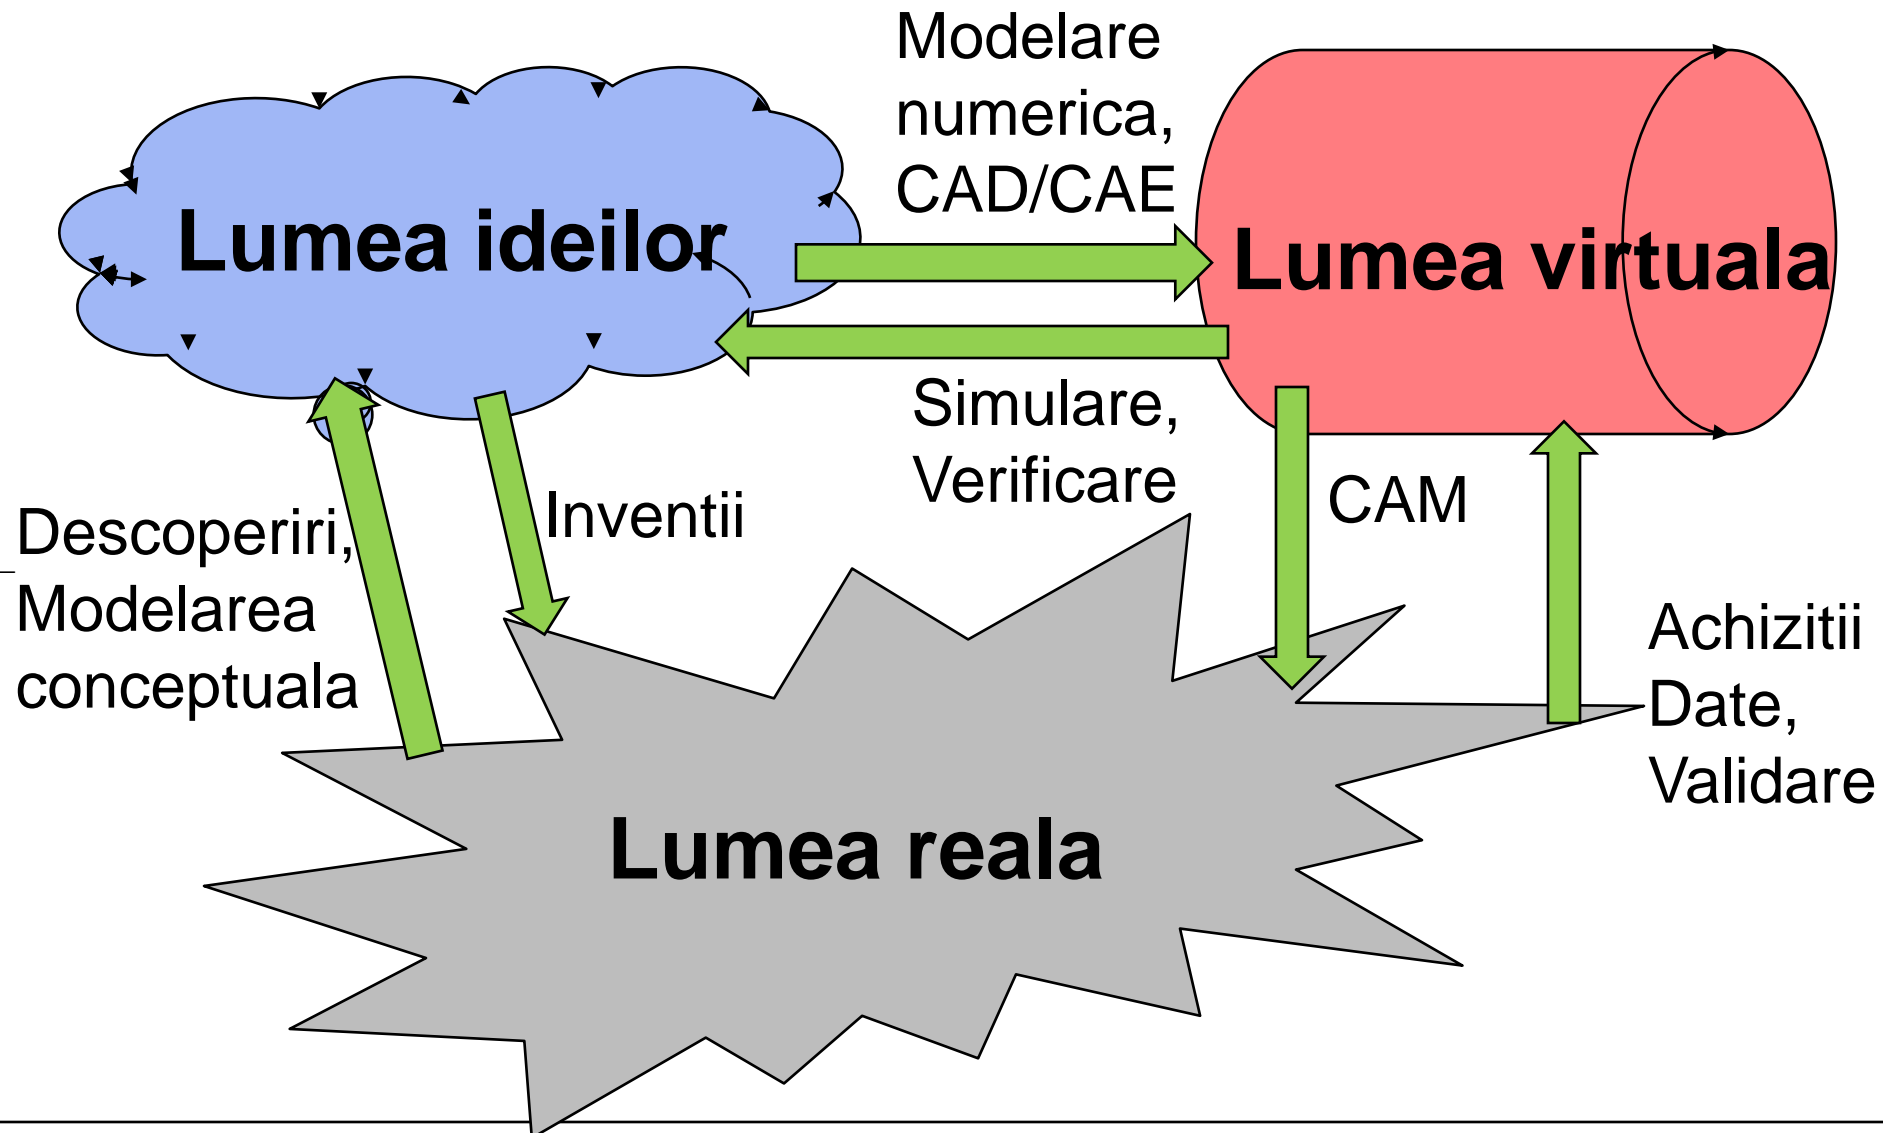 Modelare
numerica,
CAD/CAE
Lumea ideilor
Lumea virtuala
Simulare,
Verificare
CAM
Inventii
Descoperiri,
Modelarea
conceptuala
Achizitii
Date,
Validare
Lumea reala